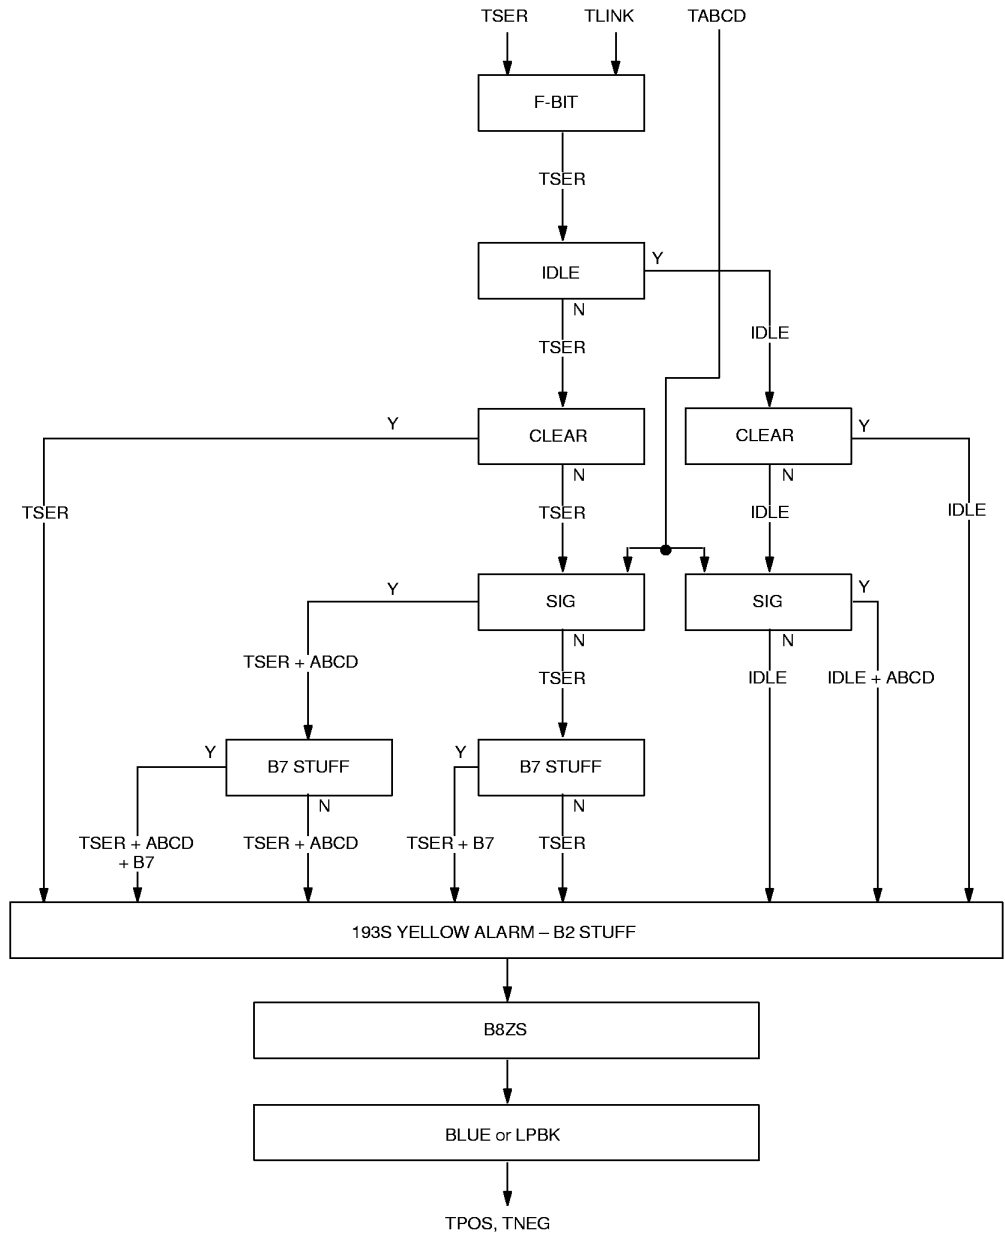 TSER TLINK TABCD
F-BIT
TSER
IDLE Y
N
TSER IDLE
Y CLEAR CLEAR Y
N N
TSER TSER IDLE IDLE
Y SIG SIG Y
N N
TSER + ABCD TSER IDLE IDLE + ABCD
Y B7 STUFF Y B7 STUFF
N N
TSER + ABCD TSER + ABCD TSER + B7 TSER
+ B7
193S YELLOW ALARM – B2 STUFF
B8ZS
BLUE or LPBK
TPOS, TNEG